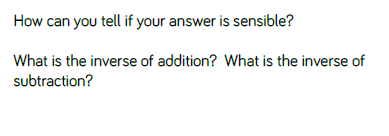 How can you tell if your answer is sensible?
What is the inverse of addition?  What is the inverse of
subtraction?